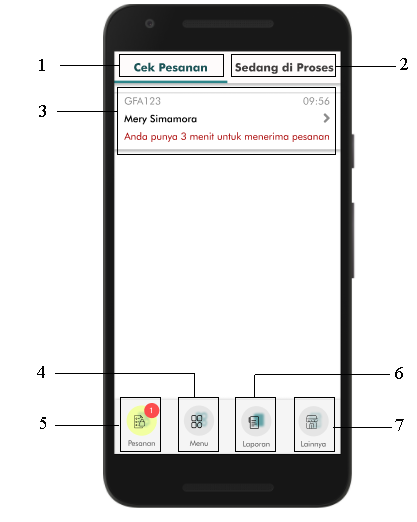 1
Cek Pesanan
Sedang di Proses
2
3
GFA123
09:56
Mery Simamora
Anda punya 3 menit untuk menerima pesanan
4
6
5
1
Pesanan
Menu
Laporan
Lainnya
7